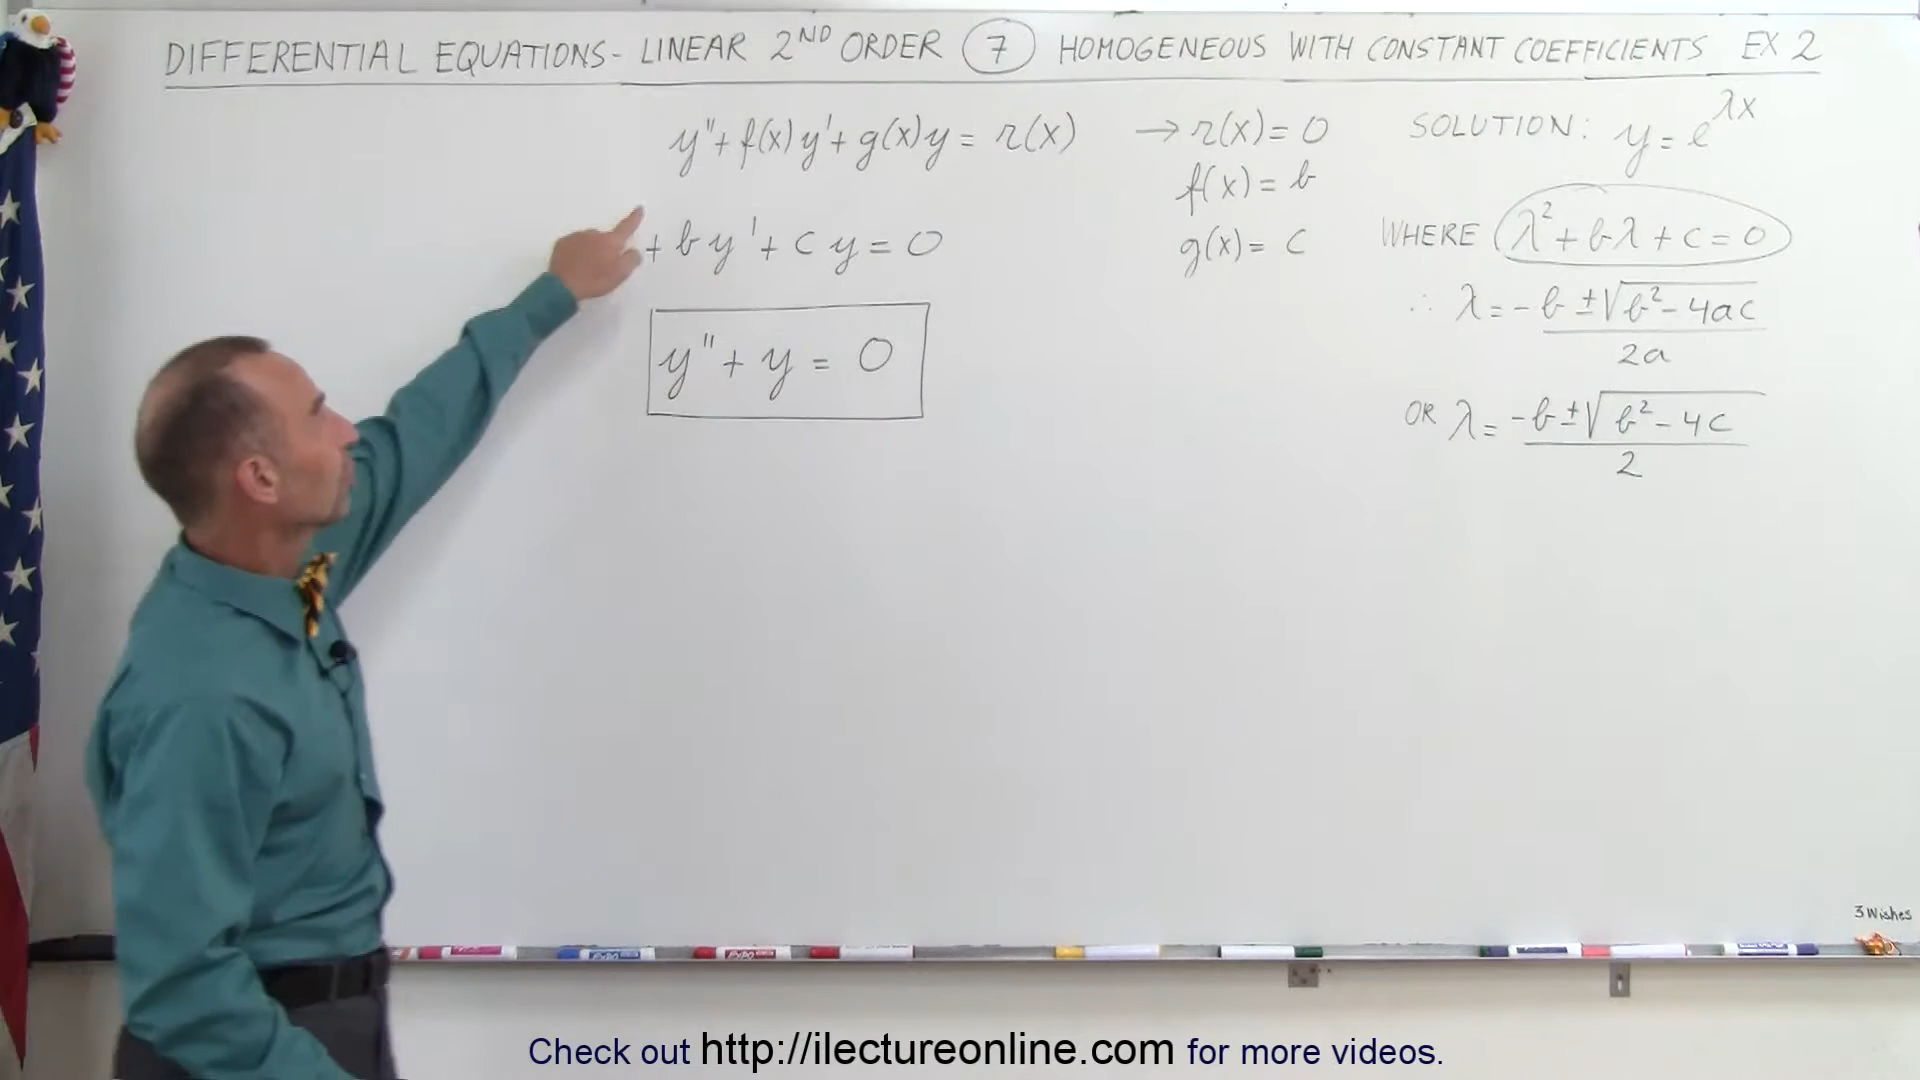 DIFFERENTIAL EQUATIONS- LINEAR 2ND ORDER 7 HOMOGENEOUS WITH CONSTANT COEFFICIENTS EX 2
y" + f(x) y' + g(x) y = r(x) → r(x) = 0
f(x) = b
g(x) = c
+ b y' + c y = 0
y" + y = 0
SOLUTION: y = e^λx
WHERE λ² + bλ + c = 0
∴ λ = -b ± √b² - 4ac
2a
OR λ = -b ± √b² - 4c
2
3 Wishes
EXPO
EXPO
Check out http://ilectureonline.com for more videos.